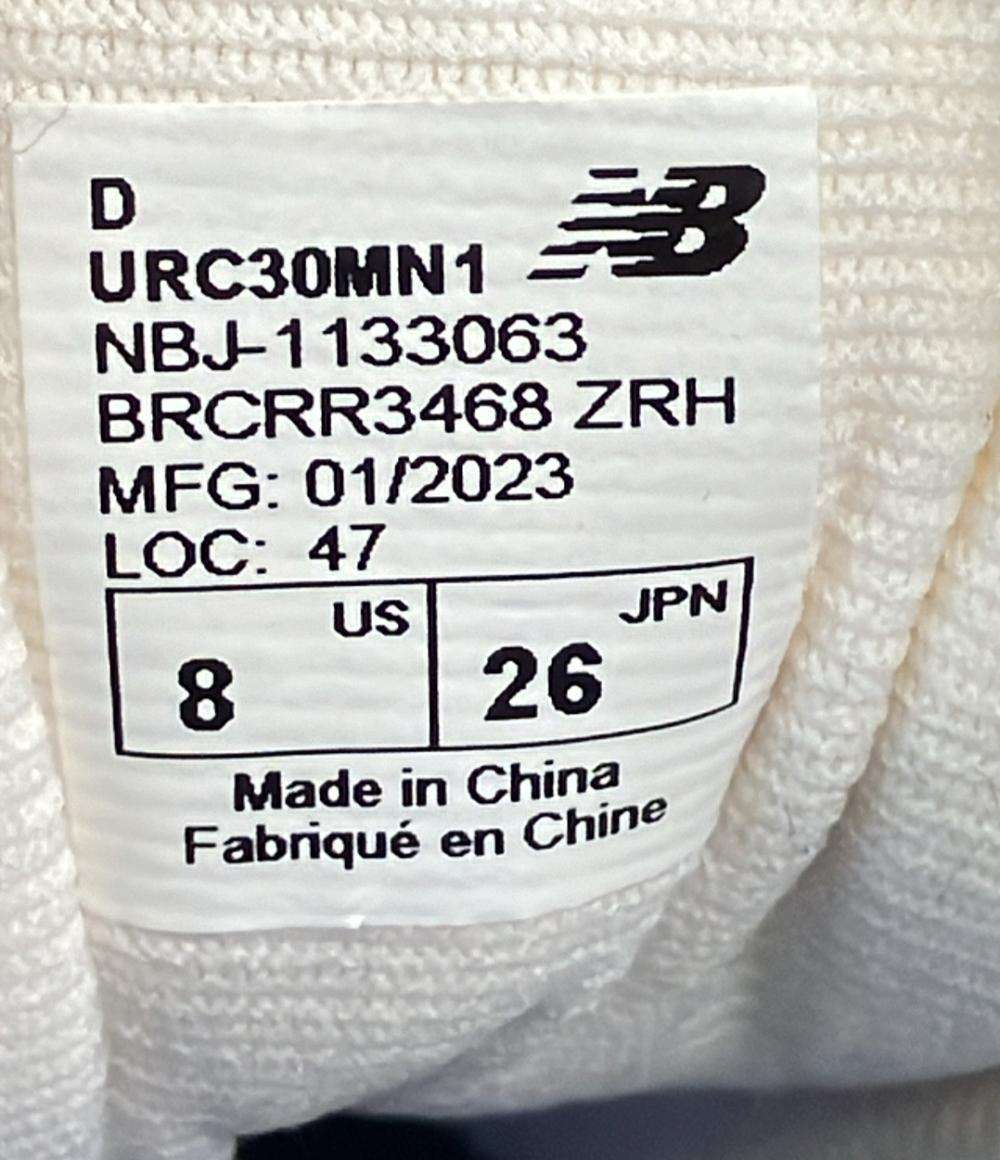 D
NB
URC30MN1
NBJ-1133063
BRCRR3468 ZRH
MFG: 01/2023
LOC: 47
US JPN
8 26
Made in China
Fabriqué en Chine